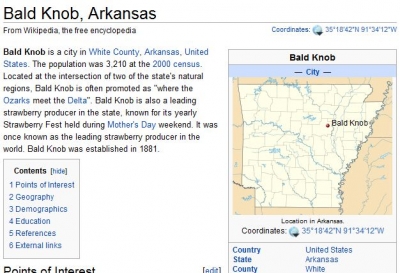 Bald Knob, Arkansas
From Wikipedia, the free encyclopedia
Coordinates: 35°18′42″N 91°34′12″W
Bald Knob is a city in White County, Arkansas, United
States. The population was 3,210 at the 2000 census.
Located at the intersection of two of the state's natural
regions, Bald Knob is often promoted as "where the
Ozarks meet the Delta". Bald Knob is also a leading
strawberry producer in the state, known for its yearly
Strawberry Fest held during Mother's Day weekend. It was
once known as the leading strawberry producer in the
world. Bald Knob was established in 1881.
Contents [hide]
1 Points of Interest
2 Geography
3 Demographics
4 Education
5 References
6 External links
Points of Interest [edit]
Bald Knob
— City —
Bald Knob
Location in Arkansas.
Coordinates: 35°18′42″N 91°34′12″W
Country United States
State Arkansas
County White